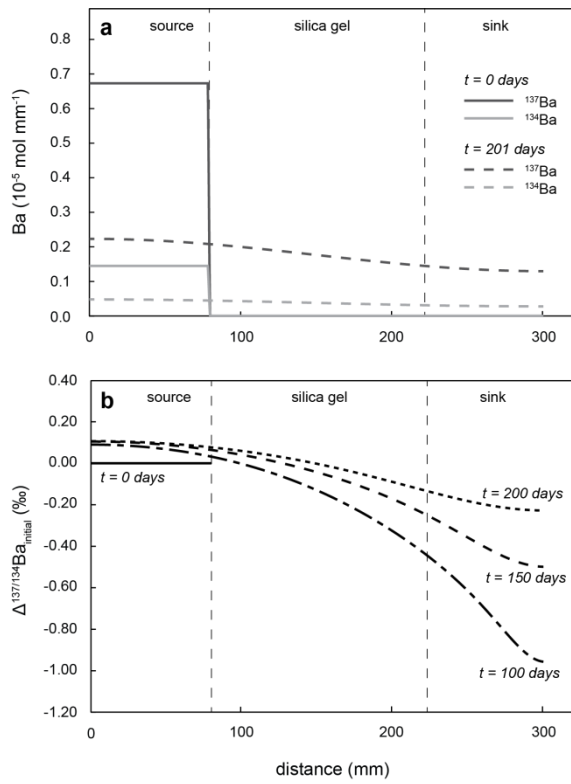 a
source silica gel sink
0.8
0.7
0.6
0.5
0.4
0.3
0.2
0.1
0.0
Ba (10⁻⁵ mol mm⁻¹)
t = 0 days
¹³⁷Ba
¹³⁴Ba
t = 201 days
¹³⁷Ba
¹³⁴Ba
0 100 200 300
b
source silica gel sink
0.40
0.20
0.00
-0.20
-0.40
-0.60
-0.80
-1.00
-1.20
Δ¹³⁷ᐟ¹³⁴Ba initial (‰)
t = 0 days
t = 200 days
t = 150 days
t = 100 days
0 100 200 300
distance (mm)